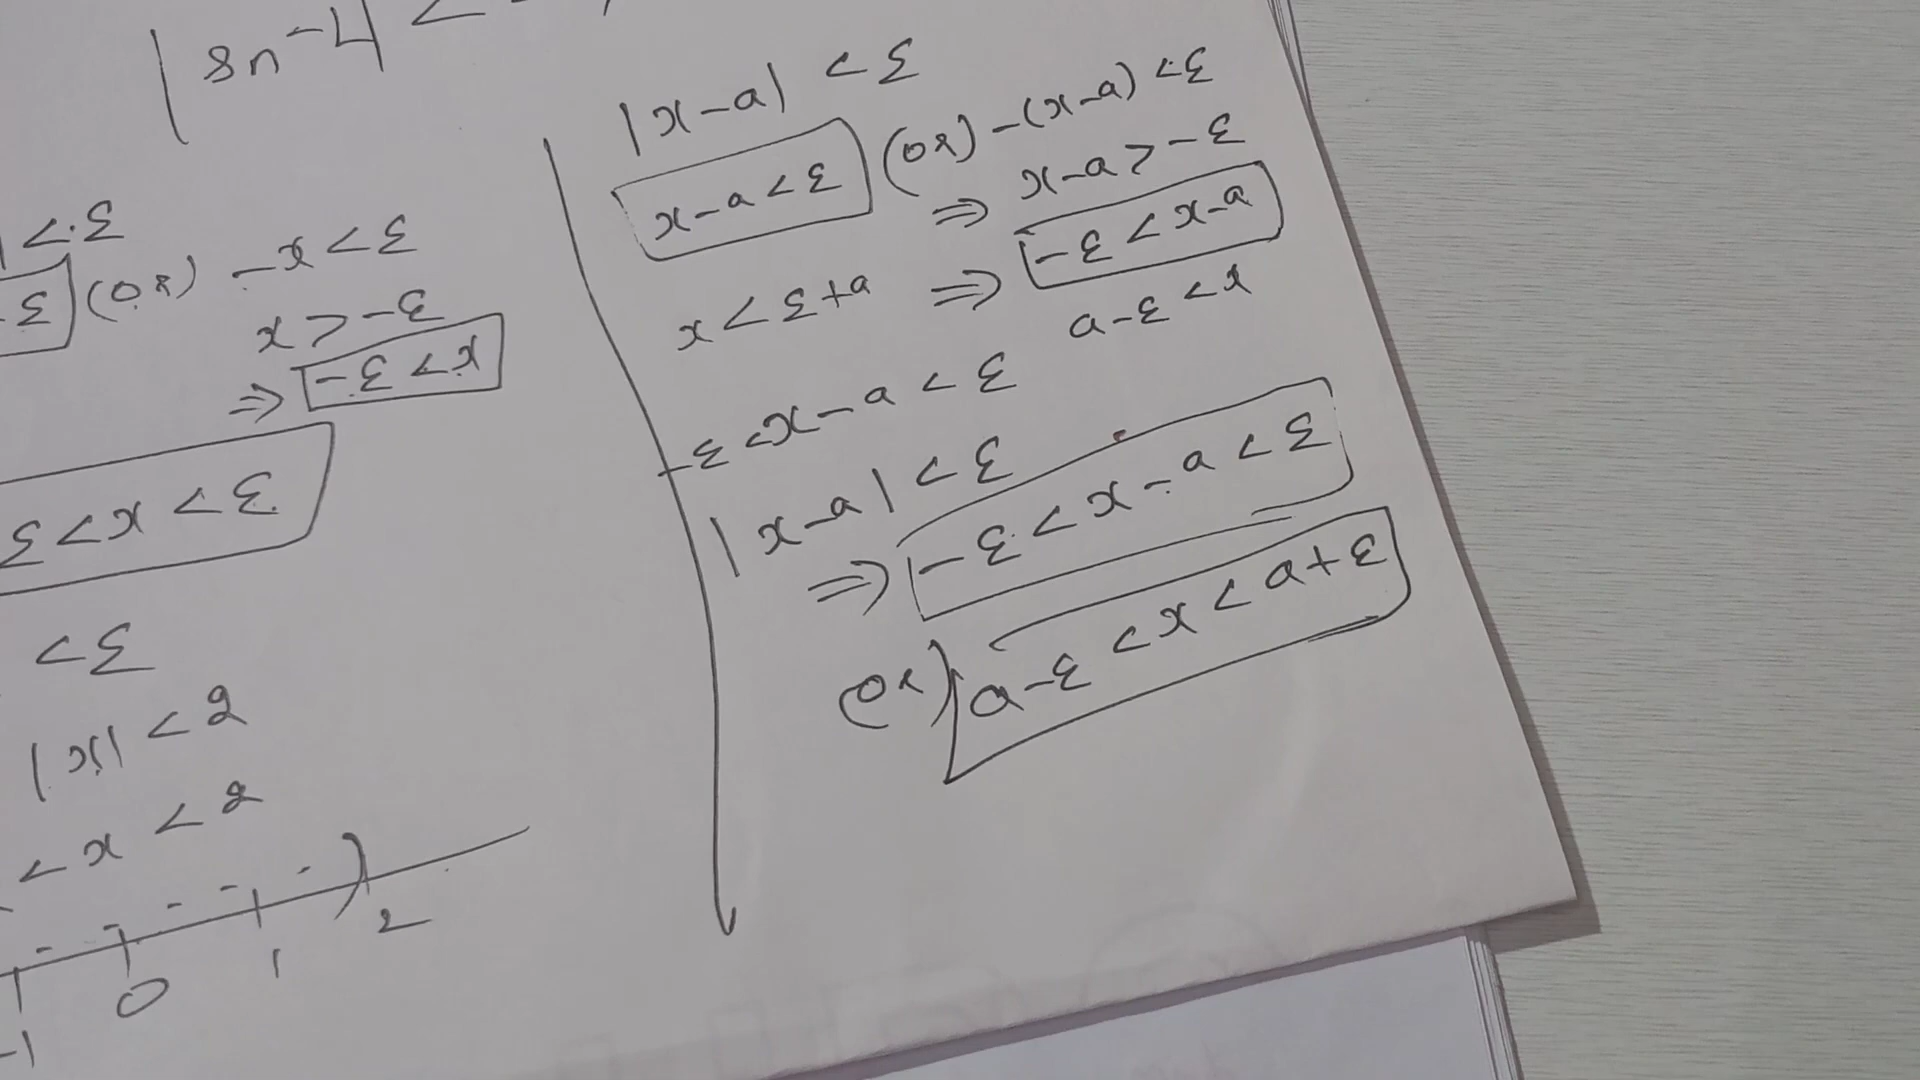 |8n-4| <
<·ε
ε (or) -x<ε
x>-ε
⇒ -ε<x
ε<x<ε
<ε
|x|<2
<x<2
-1 0 1 2
|x-a| <ε
x-a<ε (or) -(x-a) <ε
⇒ x-a>-ε
x<ε+a ⇒ -ε<x-a
a-ε<x
-ε<x-a<ε
|x-a|<ε
⇒ -ε<x-a<ε
(or) a-ε<x<a+ε